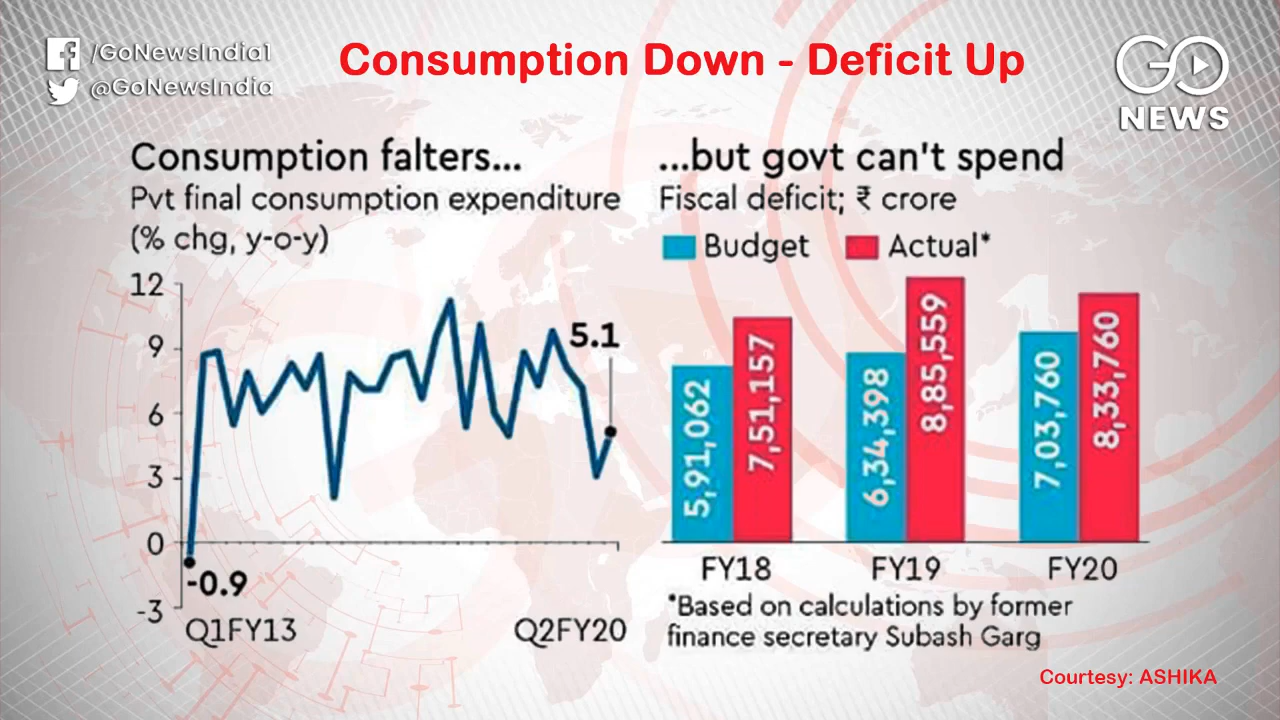 /GoNewsIndia1
@GoNewsIndia
Consumption Down - Deficit Up
GO
NEWS
Consumption falters...
Pvt final consumption expenditure
(% chg, y-o-y)
12
9
6
3
0
-3
5.1
-0.9
Q1FY13
Q2FY20
...but govt can't spend
Fiscal deficit; ₹ crore
Budget
Actual*
5,91,062
7,51,157
6,34,398
8,85,559
7,03,760
8,33,760
FY18
FY19
FY20
*Based on calculations by former
finance secretary Subash Garg
Courtesy: ASHIKA